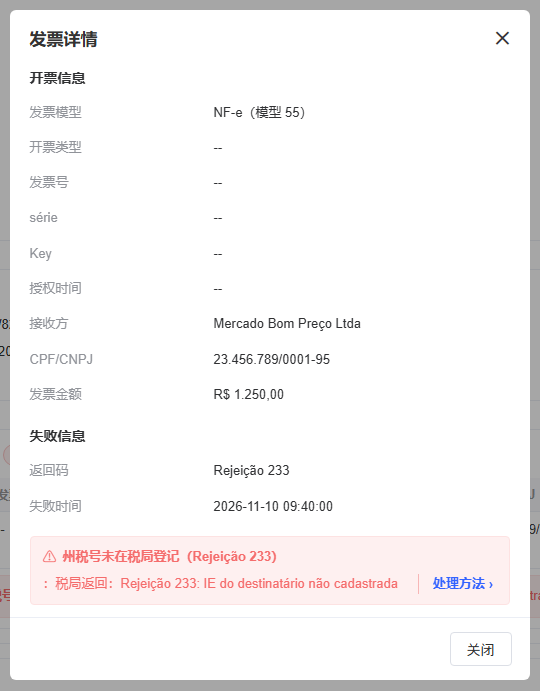 发票详情
开票信息
发票模型 NF-e（模型 55）
开票类型 --
发票号 --
série --
Key --
授权时间 --
接收方 Mercado Bom Preço Ltda
CPF/CNPJ 23.456.789/0001-95
发票金额 R$ 1.250,00
失败信息
返回码 Rejeição 233
失败时间 2026-11-10 09:40:00
州税号未在税局登记（Rejeição 233）
：税局返回：Rejeição 233: IE do destinatário não cadastrada 处理方法 ›
关闭